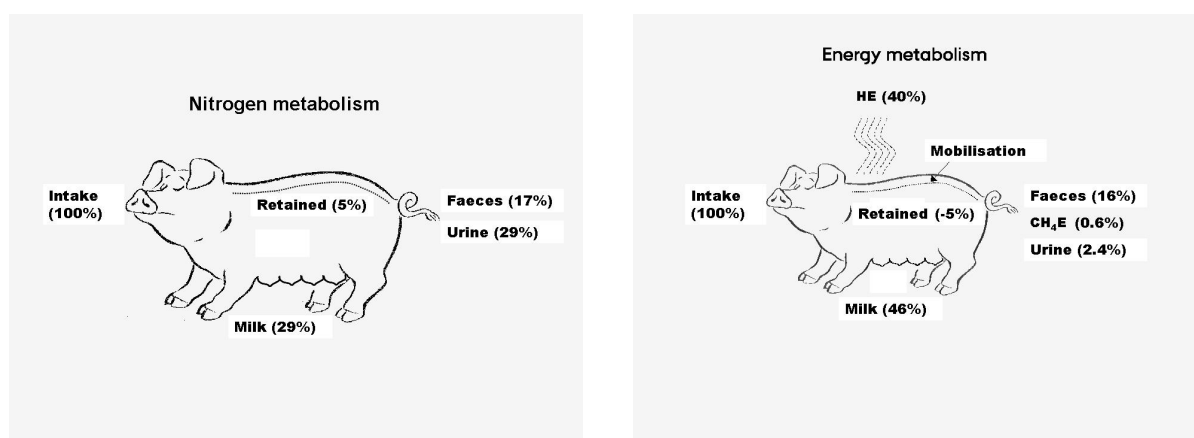 Nitrogen metabolism
Intake
(100%)
Retained (5%)
Faeces (17%)
Urine (29%)
Milk (29%)
Energy metabolism
HE (40%)
Mobilisation
Intake
(100%)
Retained (-5%)
Faeces (16%)
CH₄E (0.6%)
Urine (2.4%)
Milk (46%)